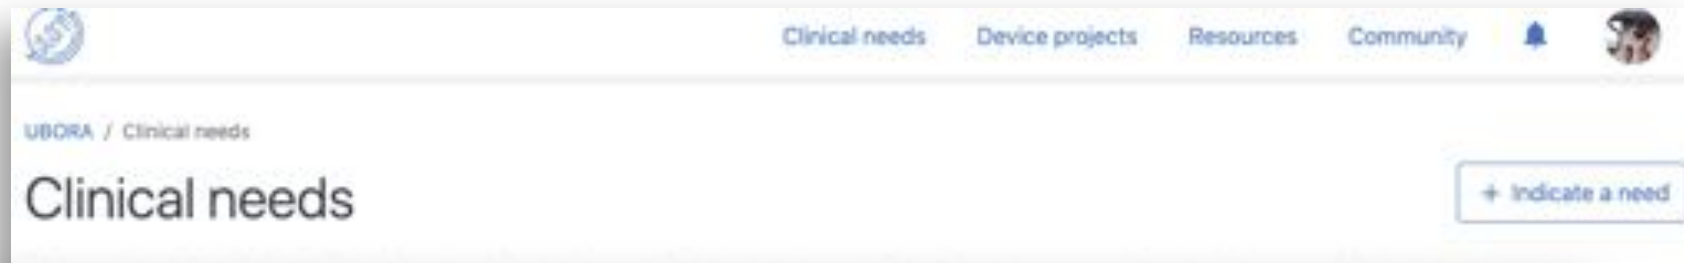 Clinical needs Device projects Resources Community
UBORA / Clinical needs
Clinical needs
+ Indicate a need